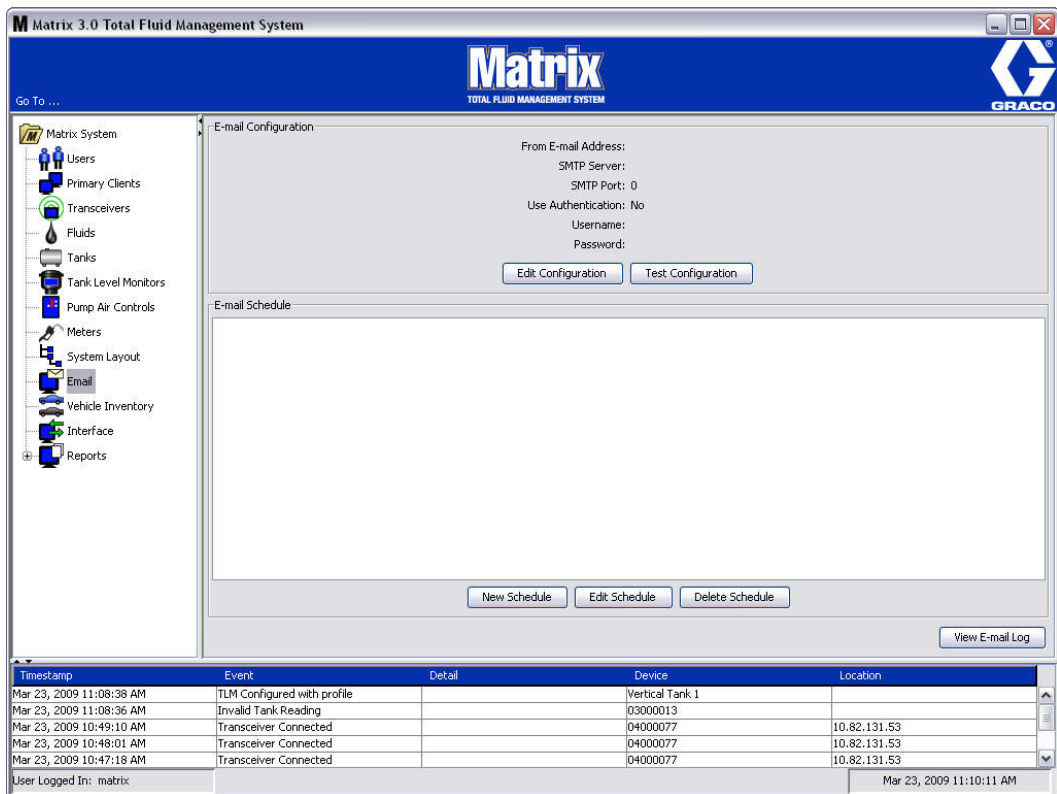 Matrix 3.0 Total Fluid Management System
Matrix
TOTAL FLUID MANAGEMENT SYSTEM
Go To ...
GRACO
Matrix System
Users
Primary Clients
Transceivers
Fluids
Tanks
Tank Level Monitors
Pump Air Controls
Meters
System Layout
Email
Vehicle Inventory
Interface
Reports
E-mail Configuration
From E-mail Address:
SMTP Server:
SMTP Port: 0
Use Authentication: No
Username:
Password:
Edit Configuration Test Configuration
E-mail Schedule
New Schedule Edit Schedule Delete Schedule
View E-mail Log
Timestamp Event Detail Device Location
Mar 23, 2009 11:08:38 AM TLM Configured with profile Vertical Tank 1
Mar 23, 2009 11:08:36 AM Invalid Tank Reading 03000013
Mar 23, 2009 10:49:10 AM Transceiver Connected 04000077 10.82.131.53
Mar 23, 2009 10:48:01 AM Transceiver Connected 04000077 10.82.131.53
Mar 23, 2009 10:47:18 AM Transceiver Connected 04000077 10.82.131.53
User Logged In: matrix Mar 23, 2009 11:10:11 AM